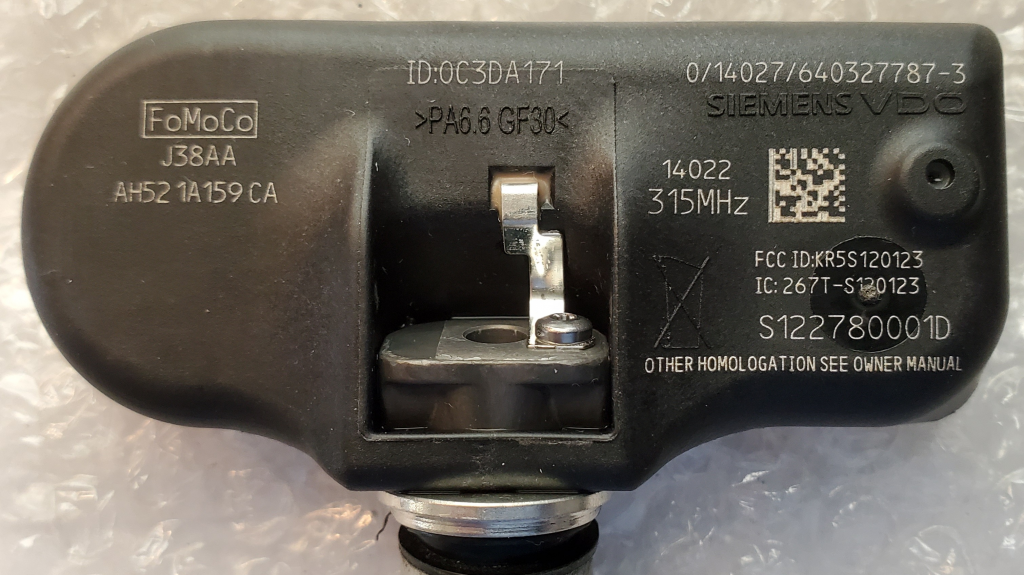 ID:0C3DA171
>PA6.6 GF30<
FoMoCo
J38AA
AH52 1A159 CA
0/14027/640327787-3
SIEMENS VDO
14022
315MHz
FCC ID:KR5S120123
IC: 267T-S120123
S122780001D
OTHER HOMOLOGATION SEE OWNER MANUAL